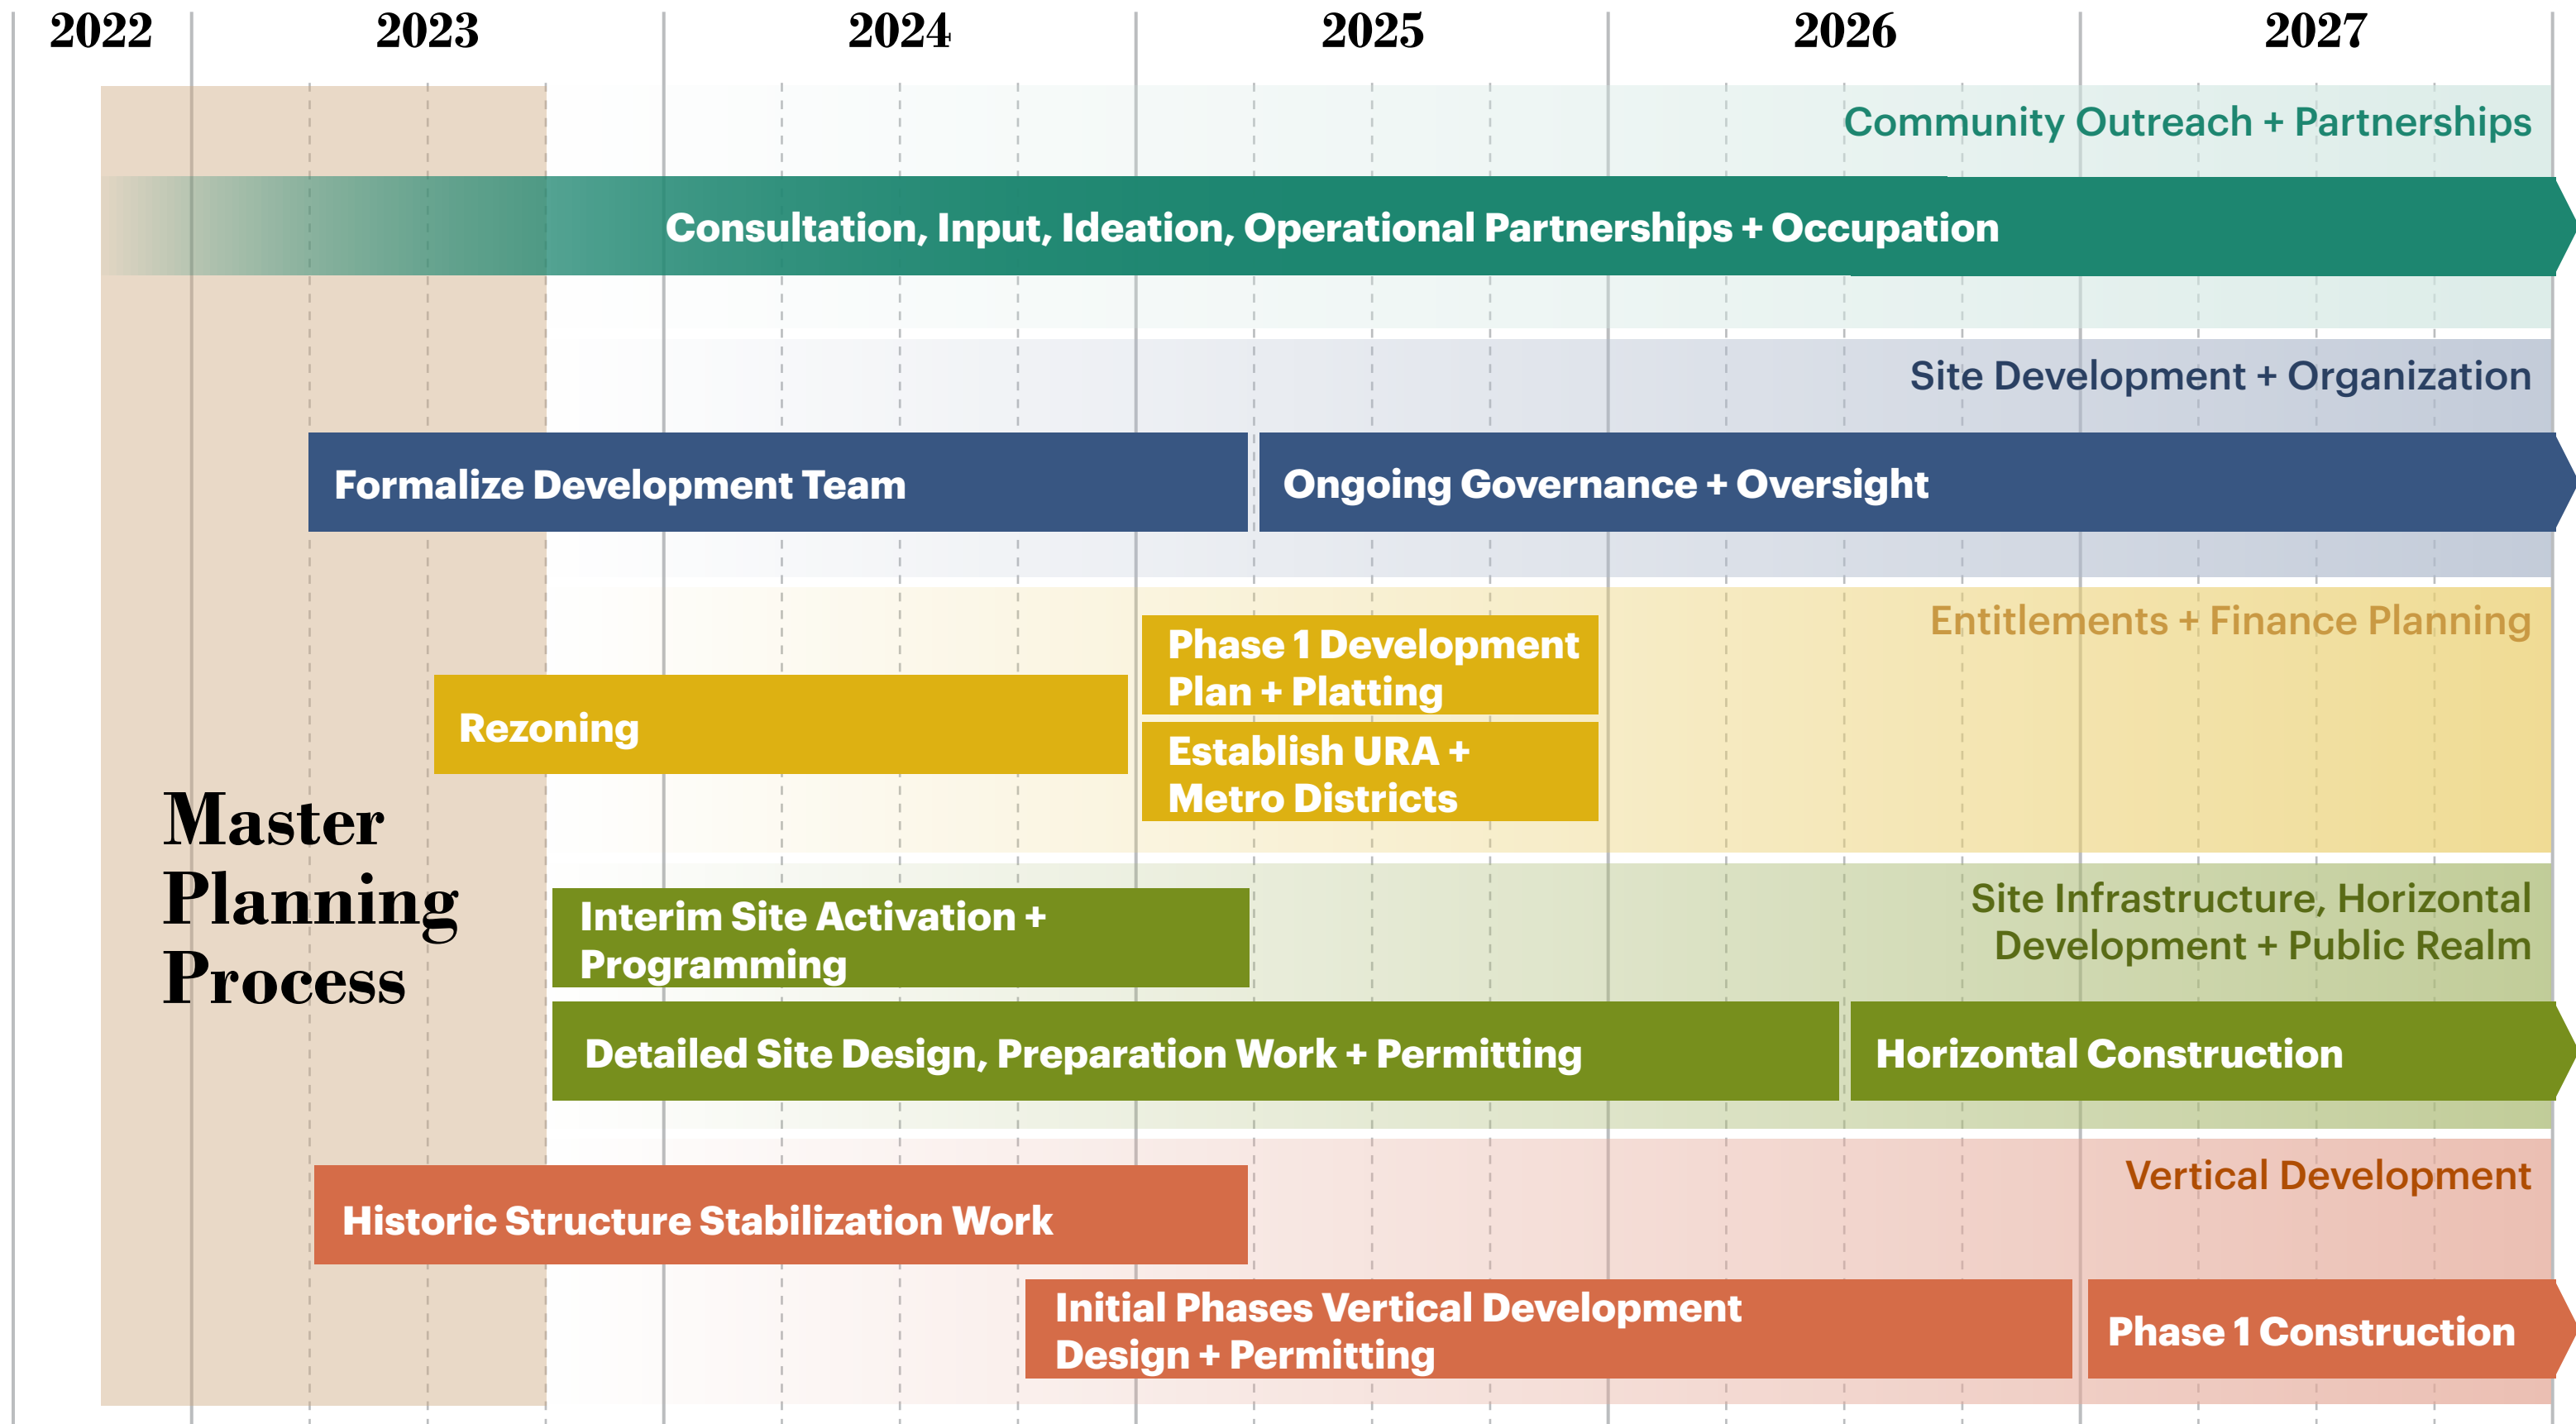 2022 2023 2024 2025 2026 2027
Community Outreach + Partnerships
Consultation, Input, Ideation, Operational Partnerships + Occupation
Site Development + Organization
Formalize Development Team
Ongoing Governance + Oversight
Entitlements + Finance Planning
Phase 1 Development
Plan + Platting
Rezoning
Establish URA +
Metro Districts
Master
Planning
Process
Site Infrastructure, Horizontal
Development + Public Realm
Interim Site Activation +
Programming
Detailed Site Design, Preparation Work + Permitting
Horizontal Construction
Vertical Development
Historic Structure Stabilization Work
Initial Phases Vertical Development
Design + Permitting
Phase 1 Construction